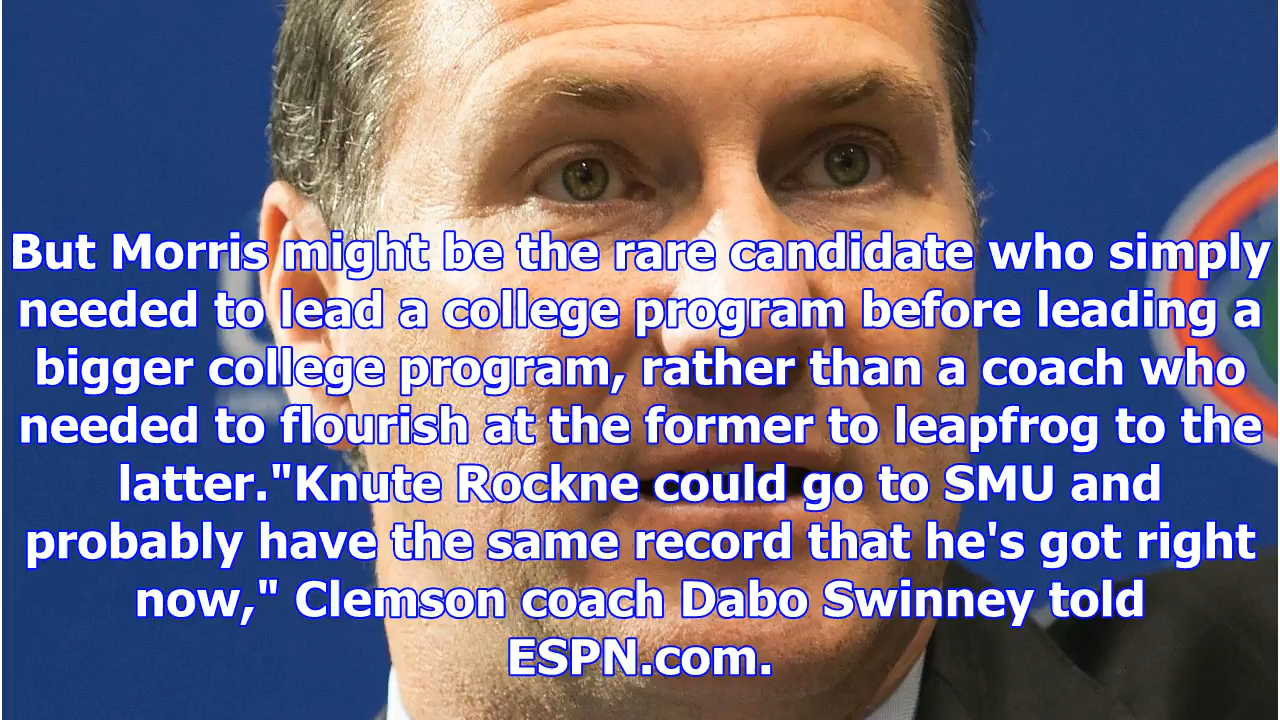 But Morris might be the rare candidate who simply
needed to lead a college program before leading a
bigger college program, rather than a coach who
needed to flourish at the former to leapfrog to the
latter."Knute Rockne could go to SMU and
probably have the same record that he's got right
now," Clemson coach Dabo Swinney told
ESPN.com.